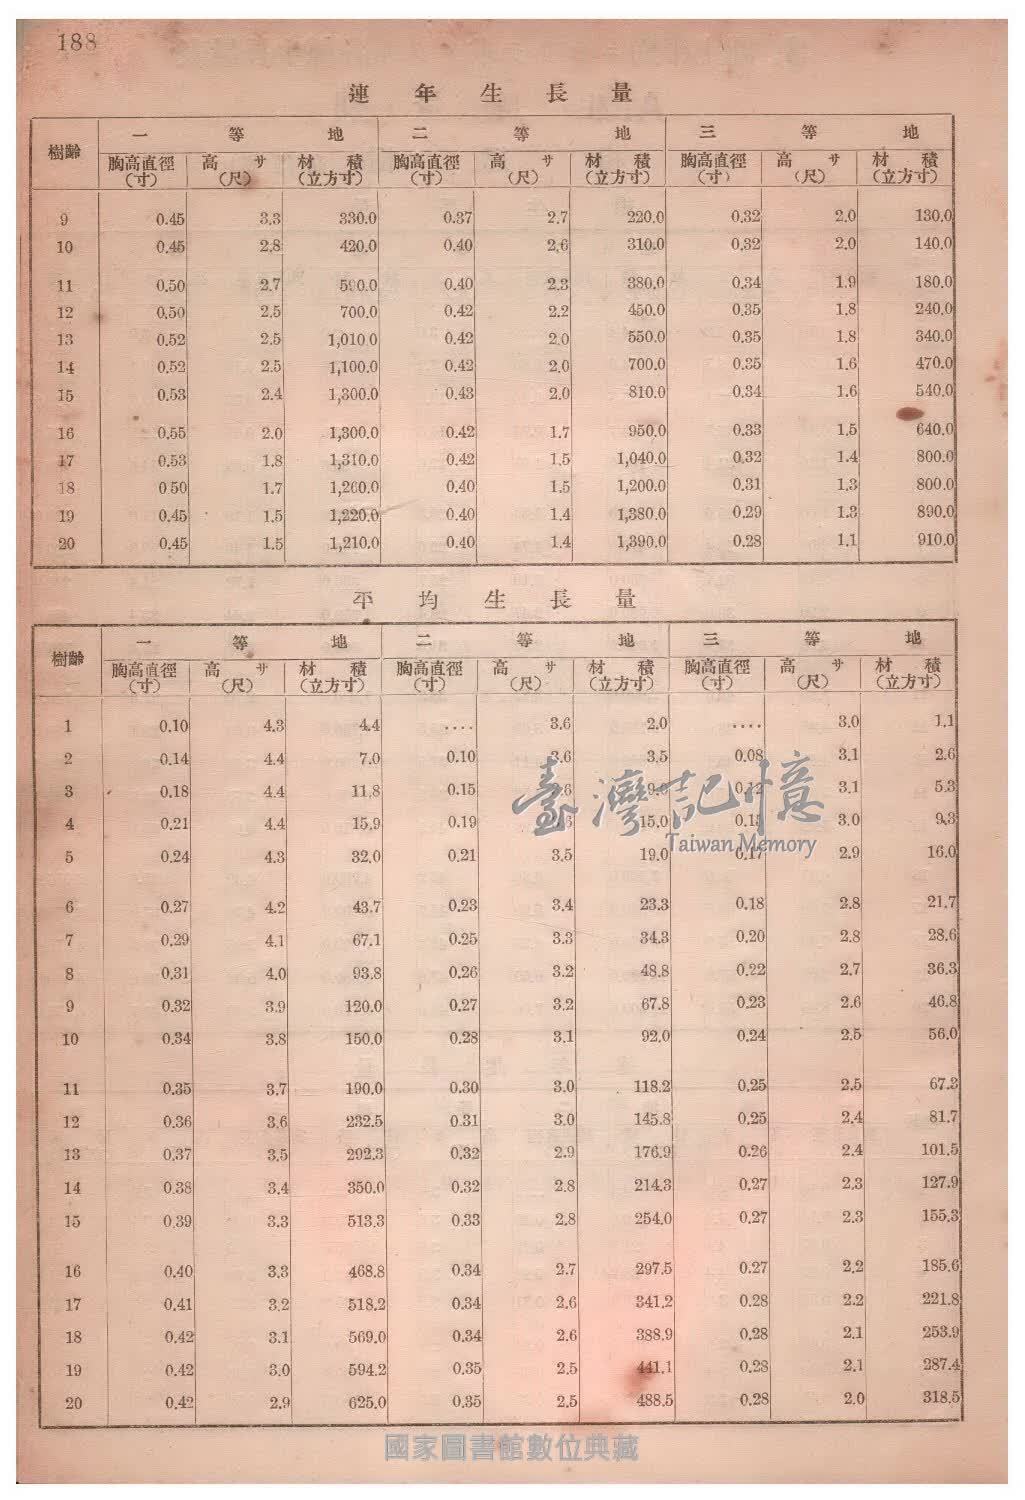 188
連年生長量
樹齡 一等地 二等地 三等地
胸高直徑(寸) 高サ(尺) 材積(立方寸) 胸高直徑(寸) 高サ(尺) 材積(立方寸) 胸高直徑(寸) 高サ(尺) 材積(立方寸)
9 0.45 3.3 330.0 0.37 2.7 220.0 0.32 2.0 130.0
10 0.45 2.8 420.0 0.40 2.6 310.0 0.32 2.0 140.0
11 0.50 2.7 590.0 0.40 2.3 380.0 0.34 1.9 180.0
12 0.50 2.5 700.0 0.42 2.2 450.0 0.35 1.8 240.0
13 0.52 2.5 1,010.0 0.42 2.0 550.0 0.35 1.8 340.0
14 0.52 2.5 1,100.0 0.42 2.0 700.0 0.35 1.6 470.0
15 0.53 2.4 1,300.0 0.43 2.0 810.0 0.34 1.6 540.0
16 0.55 2.0 1,300.0 0.42 1.7 950.0 0.33 1.5 640.0
17 0.53 1.8 1,310.0 0.42 1.5 1,040.0 0.32 1.4 800.0
18 0.50 1.7 1,260.0 0.40 1.5 1,200.0 0.31 1.3 800.0
19 0.45 1.5 1,220.0 0.40 1.4 1,380.0 0.29 1.3 890.0
20 0.45 1.5 1,210.0 0.40 1.4 1,390.0 0.28 1.1 910.0
平均生長量
樹齡 一等地 二等地 三等地
胸高直徑(寸) 高サ(尺) 材積(立方寸) 胸高直徑(寸) 高サ(尺) 材積(立方寸) 胸高直徑(寸) 高サ(尺) 材積(立方寸)
1 0.10 4.3 4.4 .... 3.6 2.0 .... 3.0 1.1
2 0.14 4.4 7.0 0.10 3.6 3.5 0.08 3.1 2.6
3 0.18 4.4 11.8 0.15 0.12 3.1 5.3
4 0.21 4.4 15.9 0.19 15.0 0.15 3.0 9.3
5 0.24 4.3 32.0 0.21 3.5 19.0 0.17 2.9 16.0
6 0.27 4.2 43.7 0.23 3.4 23.3 0.18 2.8 21.7
7 0.29 4.1 67.1 0.25 3.3 34.3 0.20 2.8 28.6
8 0.31 4.0 93.8 0.26 3.2 48.8 0.22 2.7 36.3
9 0.32 3.9 120.0 0.27 3.2 67.8 0.23 2.6 46.8
10 0.34 3.8 150.0 0.28 3.1 92.0 0.24 2.5 56.0
11 0.35 3.7 190.0 0.30 3.0 118.2 0.25 2.5 67.3
12 0.36 3.6 232.5 0.31 3.0 145.8 0.25 2.4 81.7
13 0.37 3.5 292.3 0.32 2.9 176.9 0.26 2.4 101.5
14 0.38 3.4 350.0 0.32 2.8 214.3 0.27 2.3 127.9
15 0.39 3.3 513.3 0.33 2.8 254.0 0.27 2.3 155.3
16 0.40 3.3 468.8 0.34 2.7 297.5 0.27 2.2 185.6
17 0.41 3.2 518.2 0.34 2.6 341.2 0.28 2.2 221.8
18 0.42 3.1 569.0 0.34 2.6 388.9 0.28 2.1 253.9
19 0.42 3.0 594.2 0.35 2.5 441.1 0.28 2.1 287.4
20 0.42 2.9 625.0 0.35 2.5 488.5 0.28 2.0 318.5
臺灣記憶
Taiwan Memory
國家圖書館數位典藏